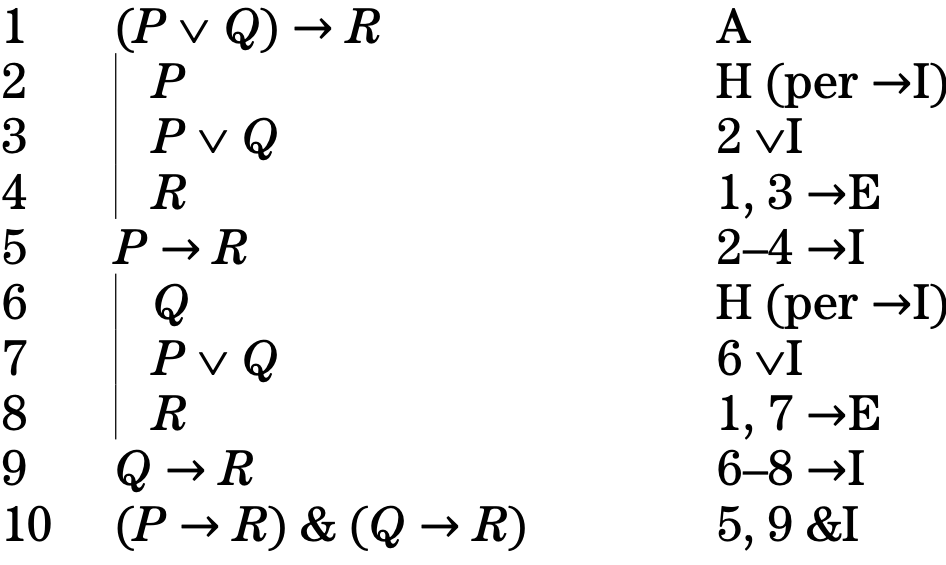 1 (P ∨ Q) → R A
2 P H (per →I)
3 P ∨ Q 2 ∨I
4 R 1, 3 →E
5 P → R 2–4 →I
6 Q H (per →I)
7 P ∨ Q 6 ∨I
8 R 1, 7 →E
9 Q → R 6–8 →I
10 (P → R) & (Q → R) 5, 9 &I